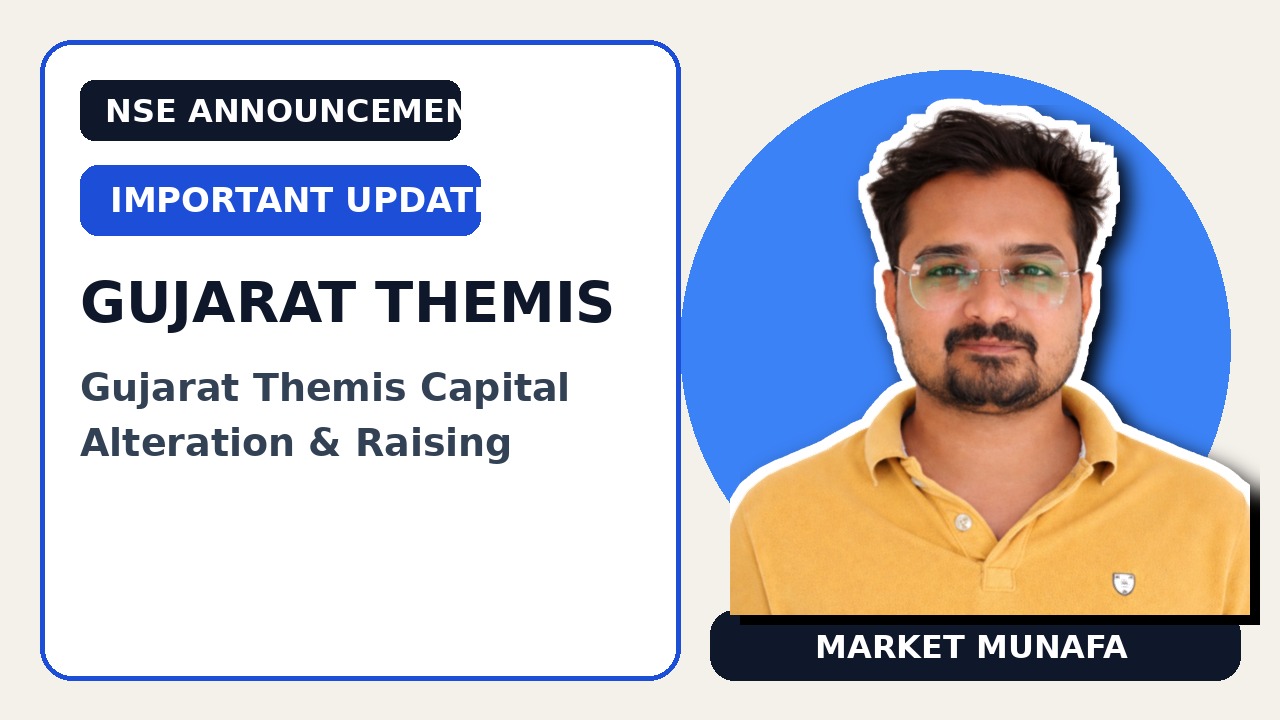 NSE ANNOUNCEMEN
IMPORTANT UPDAT
GUJARAT THEMIS
Gujarat Themis Capital
Alteration & Raising
MARKET MUNAFA